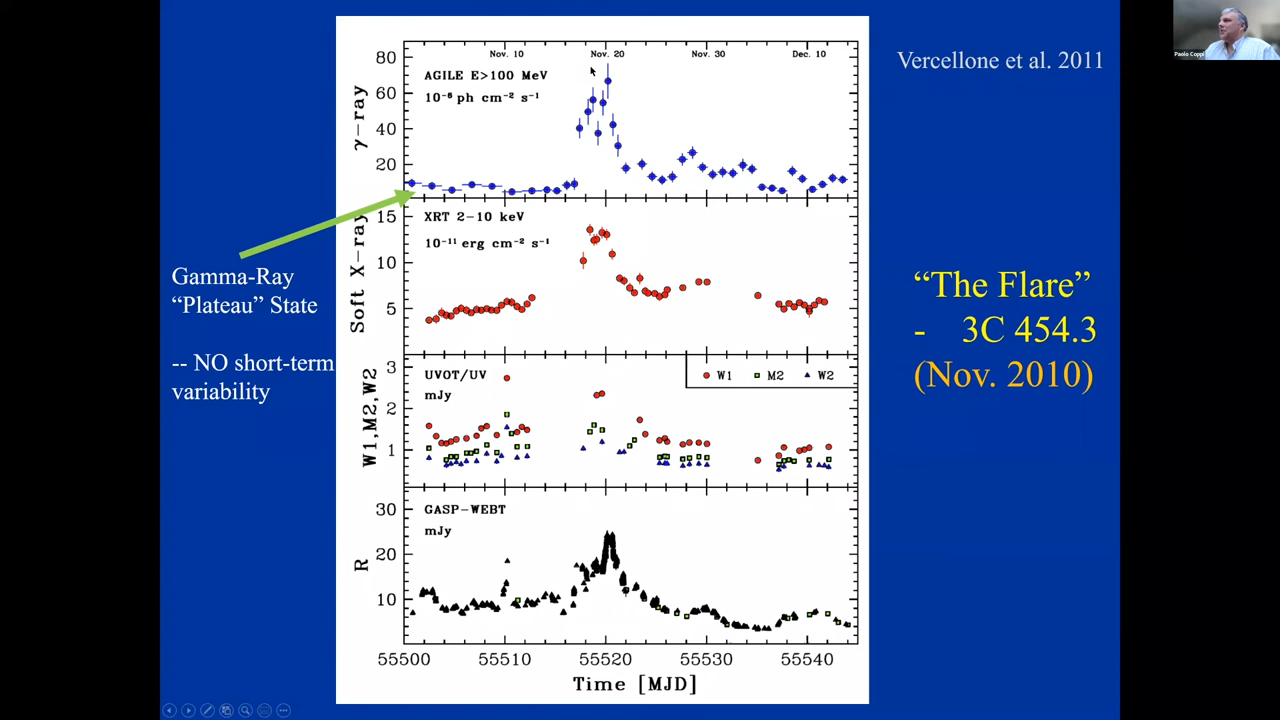 Vercellone et al. 2011
Paolo Coppi
Nov. 10
Nov. 20
Nov. 30
Dec. 10
80
60
40
20
γ-ray
AGILE E>100 MeV
10⁻⁶ ph cm⁻² s⁻¹
15
10
5
Soft X-ray
XRT 2-10 keV
10⁻¹¹ erg cm⁻² s⁻¹
Gamma-Ray
“Plateau” State
-- NO short-term
variability
“The Flare”
- 3C 454.3
(Nov. 2010)
3
2
1
W1,M2,W2
UVOT/UV
mJy
W1 M2 W2
30
20
10
R
GASP-WEBT
mJy
55500 55510 55520 55530 55540
Time [MJD]